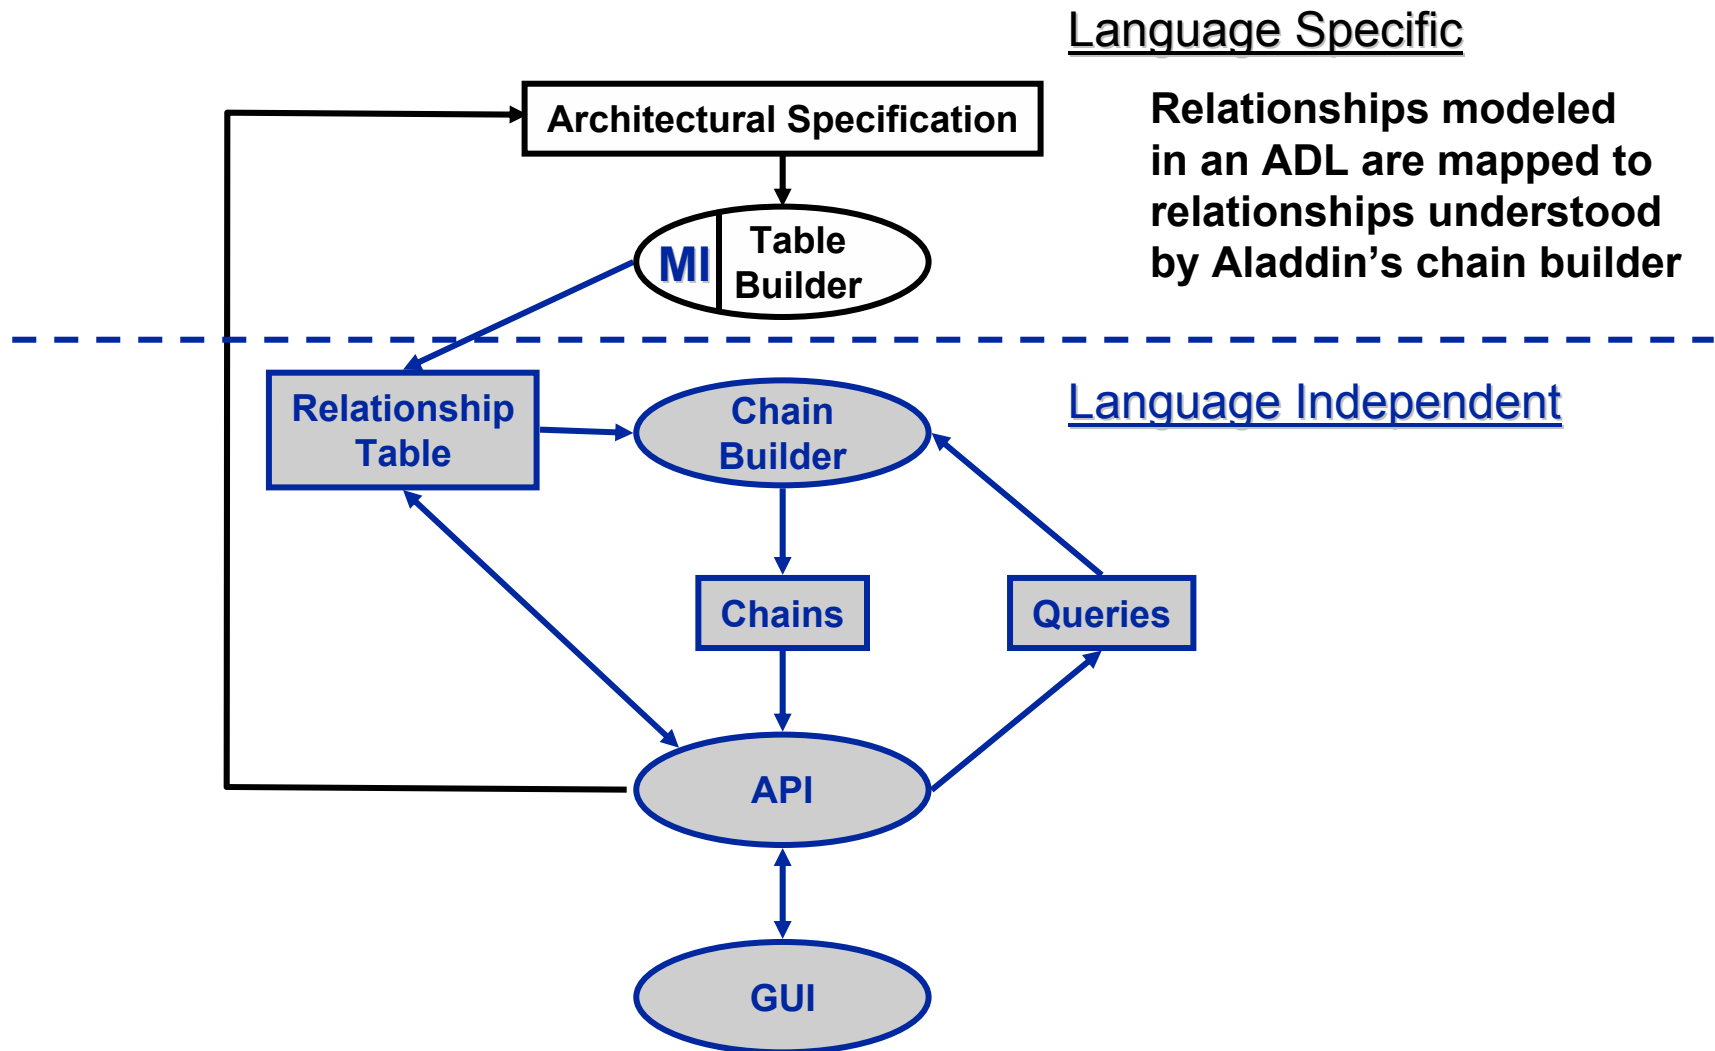 Language Specific
Architectural Specification
Relationships modeled
in an ADL are mapped to
relationships understood
by Aladdin’s chain builder
MI
Table
Builder
Relationship
Table
Chain
Builder
Language Independent
Chains
Queries
API
GUI